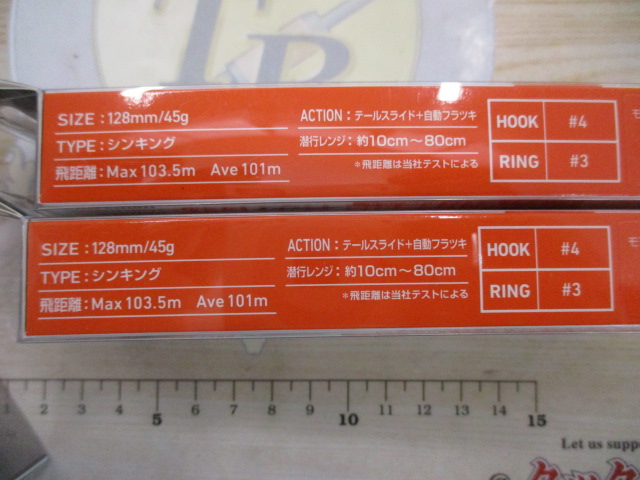 TB
SIZE：128mm/45g
TYPE：シンキング
飛距離：Max 103.5m Ave 101m
ACTION：テールスライド＋自動フラツキ
潜行レンジ：約10cm～80cm
＊飛距離は当社テストによる
HOOK #4
RING #3
モ
SIZE：128mm/45g
TYPE：シンキング
飛距離：Max 103.5m Ave 101m
ACTION：テールスライド＋自動フラツキ
潜行レンジ：約10cm～80cm
＊飛距離は当社テストによる
HOOK #4
RING #3
モ
1 2 3 4 5 6 7 8 9 10 11 12 13 14 15
Let us suppo